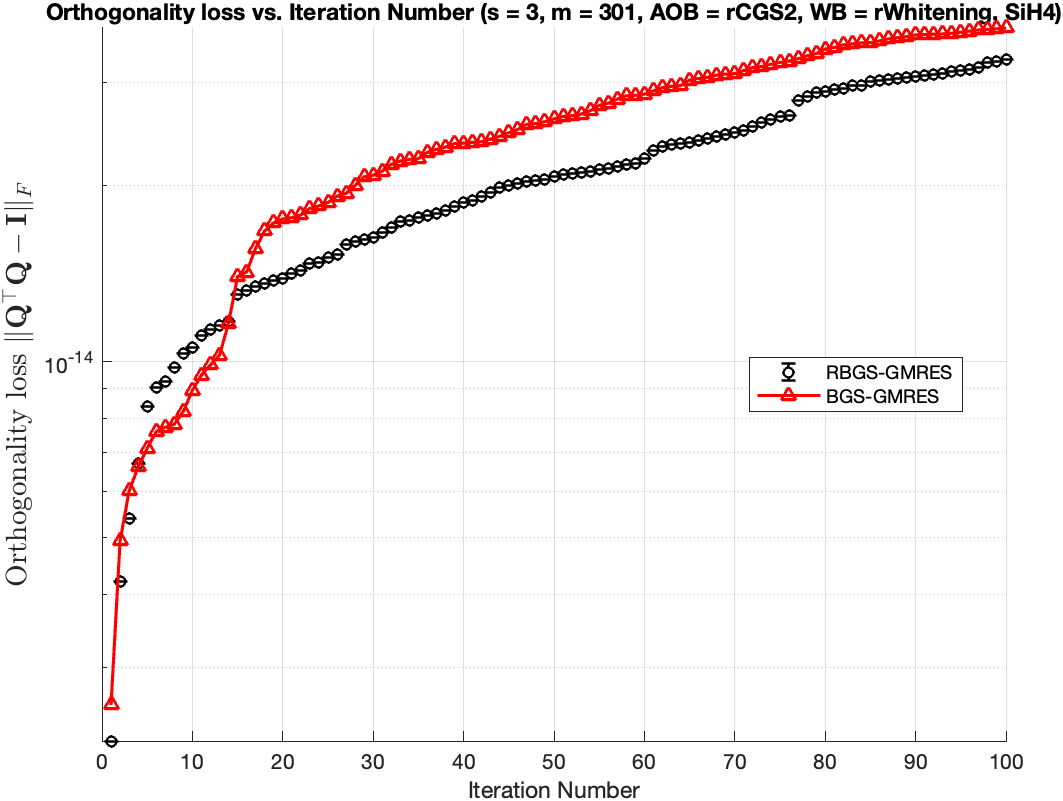 Orthogonality loss vs. Iteration Number (s = 3, m = 301, AOB = rCGS2, WB = rWhitening, SiH4)
Orthogonality loss ||Q^⊤Q − I||_F
10^-14
RBGS-GMRES
BGS-GMRES
0 10 20 30 40 50 60 70 80 90 100
Iteration Number